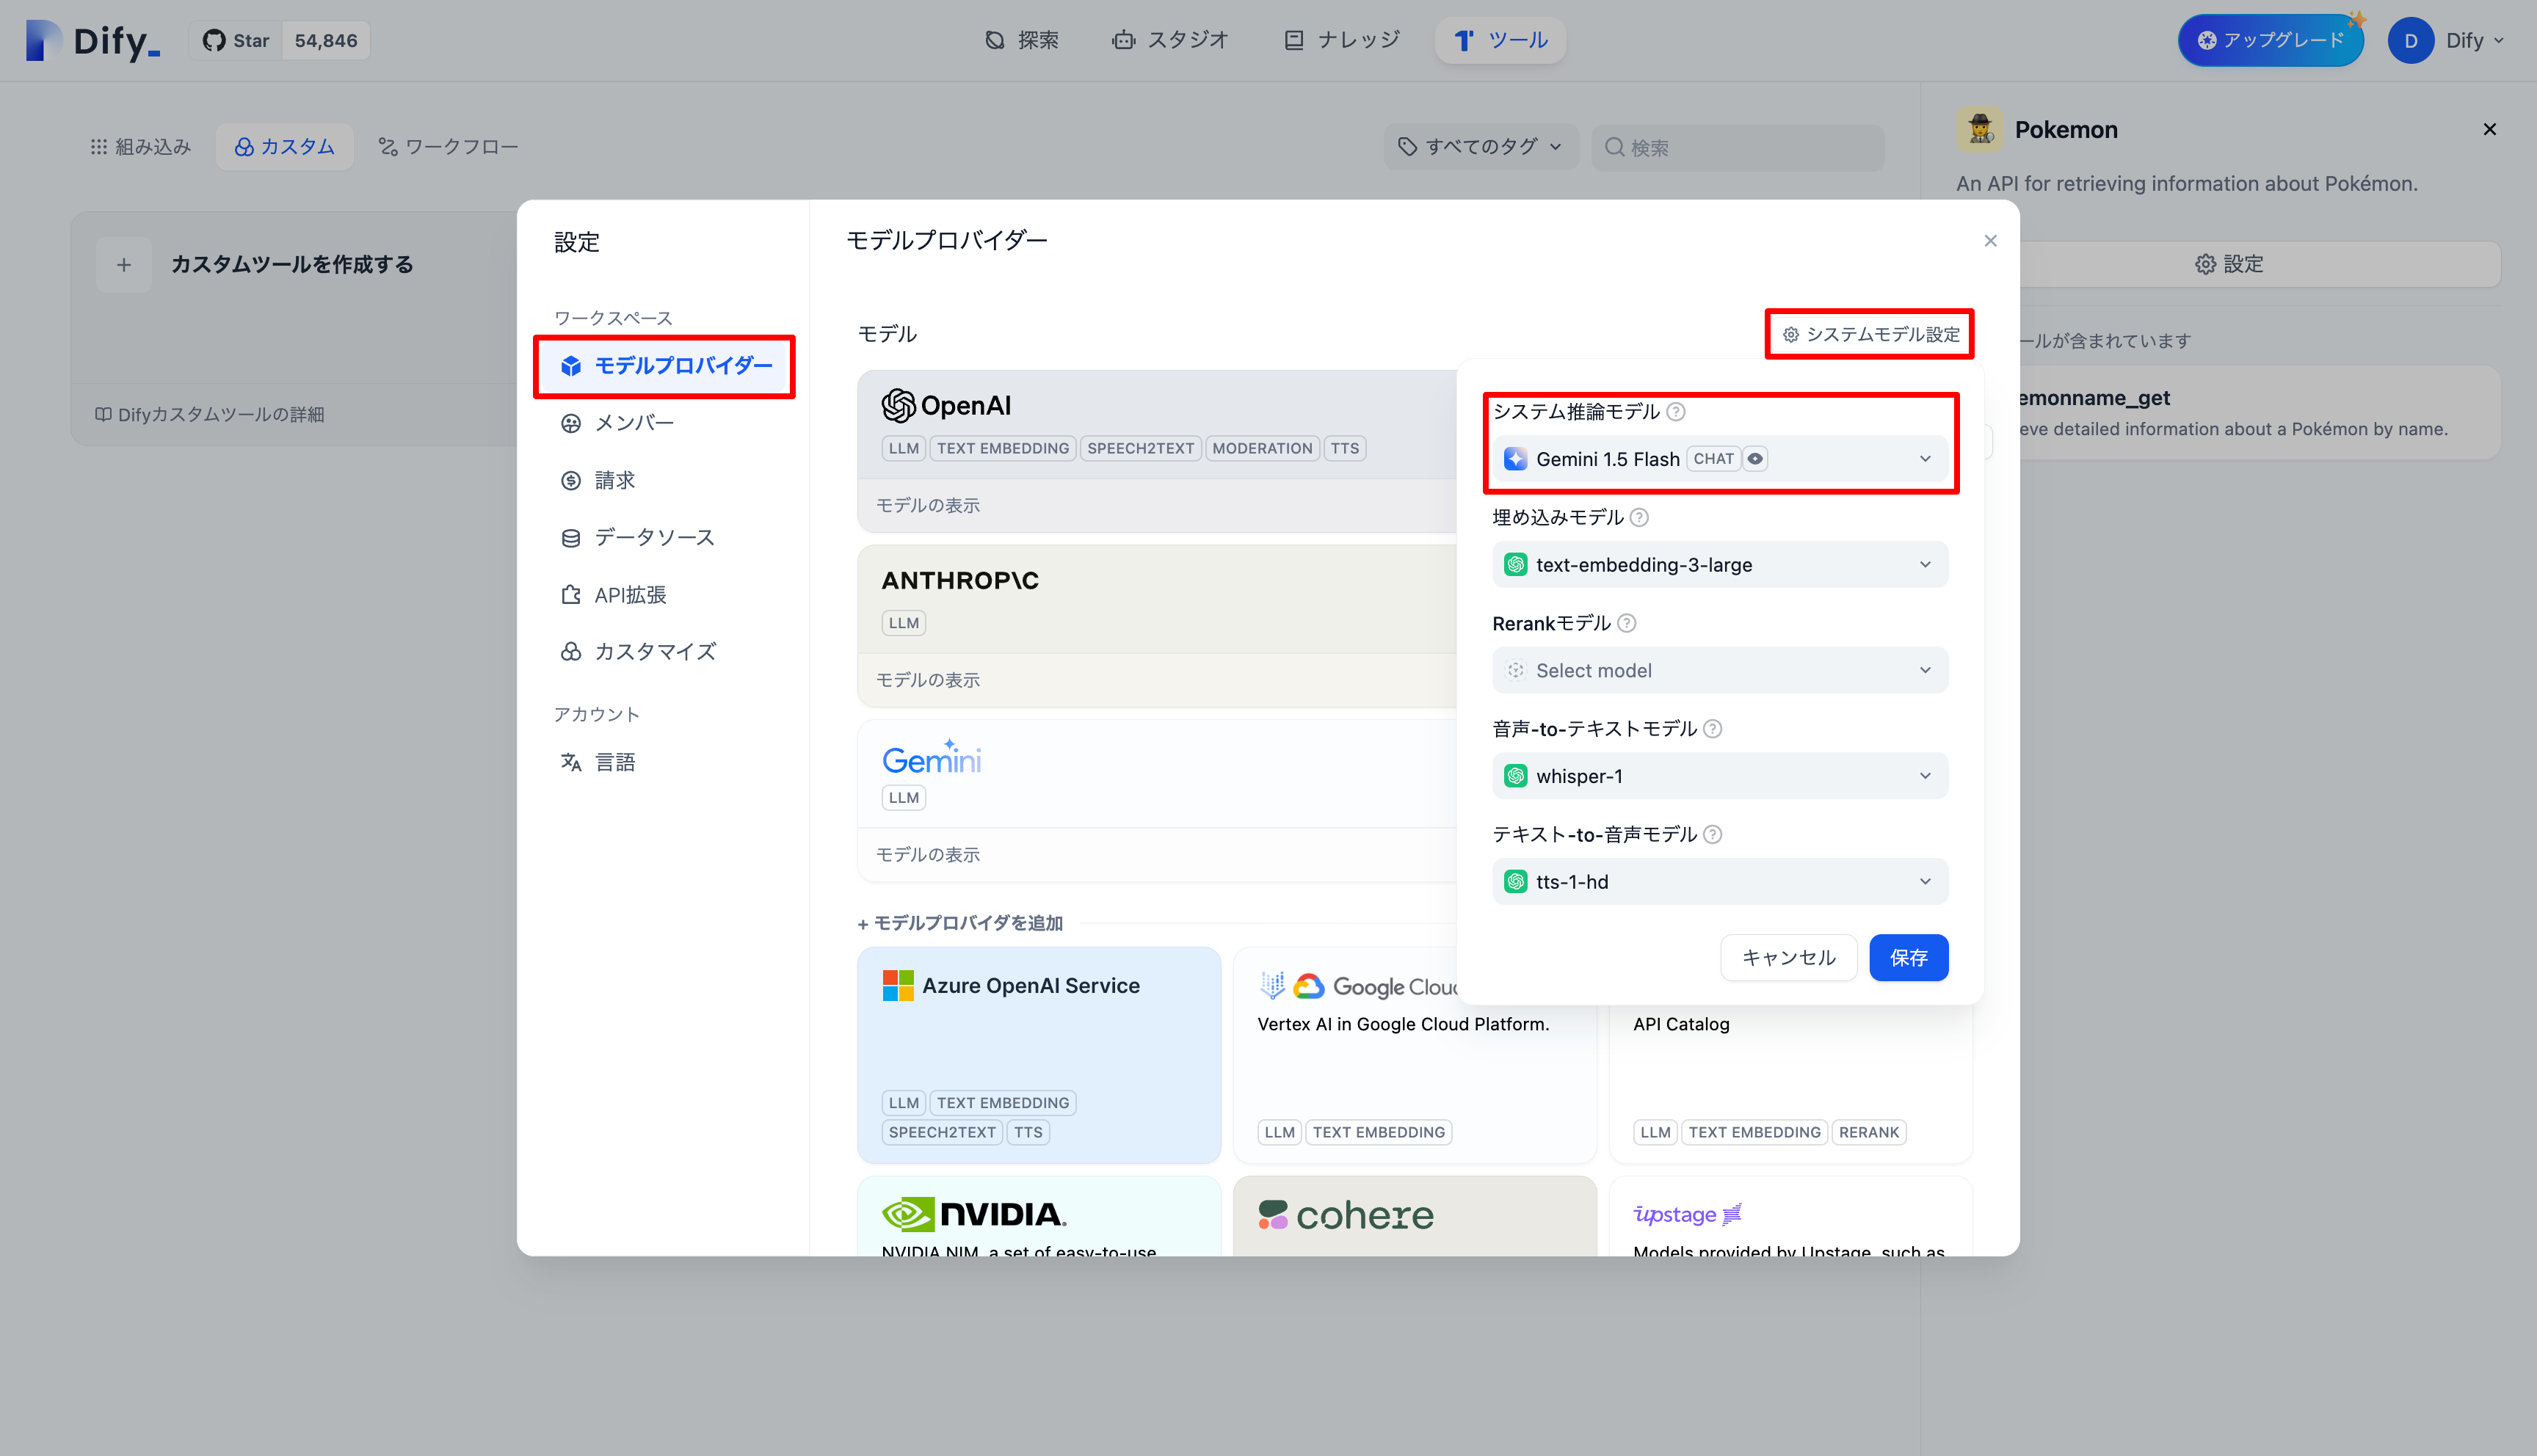 Dify_
Star 54,846
探索
スタジオ
ナレッジ
ツール
アップグレード
D
Dify
組み込み
カスタム
ワークフロー
すべてのタグ
検索
カスタムツールを作成する
Difyカスタムツールの詳細
Pokemon
An API for retrieving information about Pokémon.
設定
ールが含まれています
emonname_get
eve detailed information about a Pokémon by name.
設定
ワークスペース
モデルプロバイダー
メンバー
請求
データソース
API拡張
カスタマイズ
アカウント
言語
モデルプロバイダー
モデル
システムモデル設定
OpenAI
LLM TEXT EMBEDDING SPEECH2TEXT MODERATION TTS
モデルの表示
ANTHROP\C
LLM
モデルの表示
Gemini
LLM
モデルの表示
+ モデルプロバイダを追加
Azure OpenAI Service
LLM TEXT EMBEDDING
SPEECH2TEXT TTS
Google Clou
Vertex AI in Google Cloud Platform.
LLM TEXT EMBEDDING
API Catalog
LLM TEXT EMBEDDING RERANK
NVIDIA.
NVIDIA NIM, a set of easy-to-use
cohere
upstage
Models provided by Upstage, such as
システム推論モデル
Gemini 1.5 Flash CHAT
埋め込みモデル
text-embedding-3-large
Rerankモデル
Select model
音声-to-テキストモデル
whisper-1
テキスト-to-音声モデル
tts-1-hd
キャンセル
保存